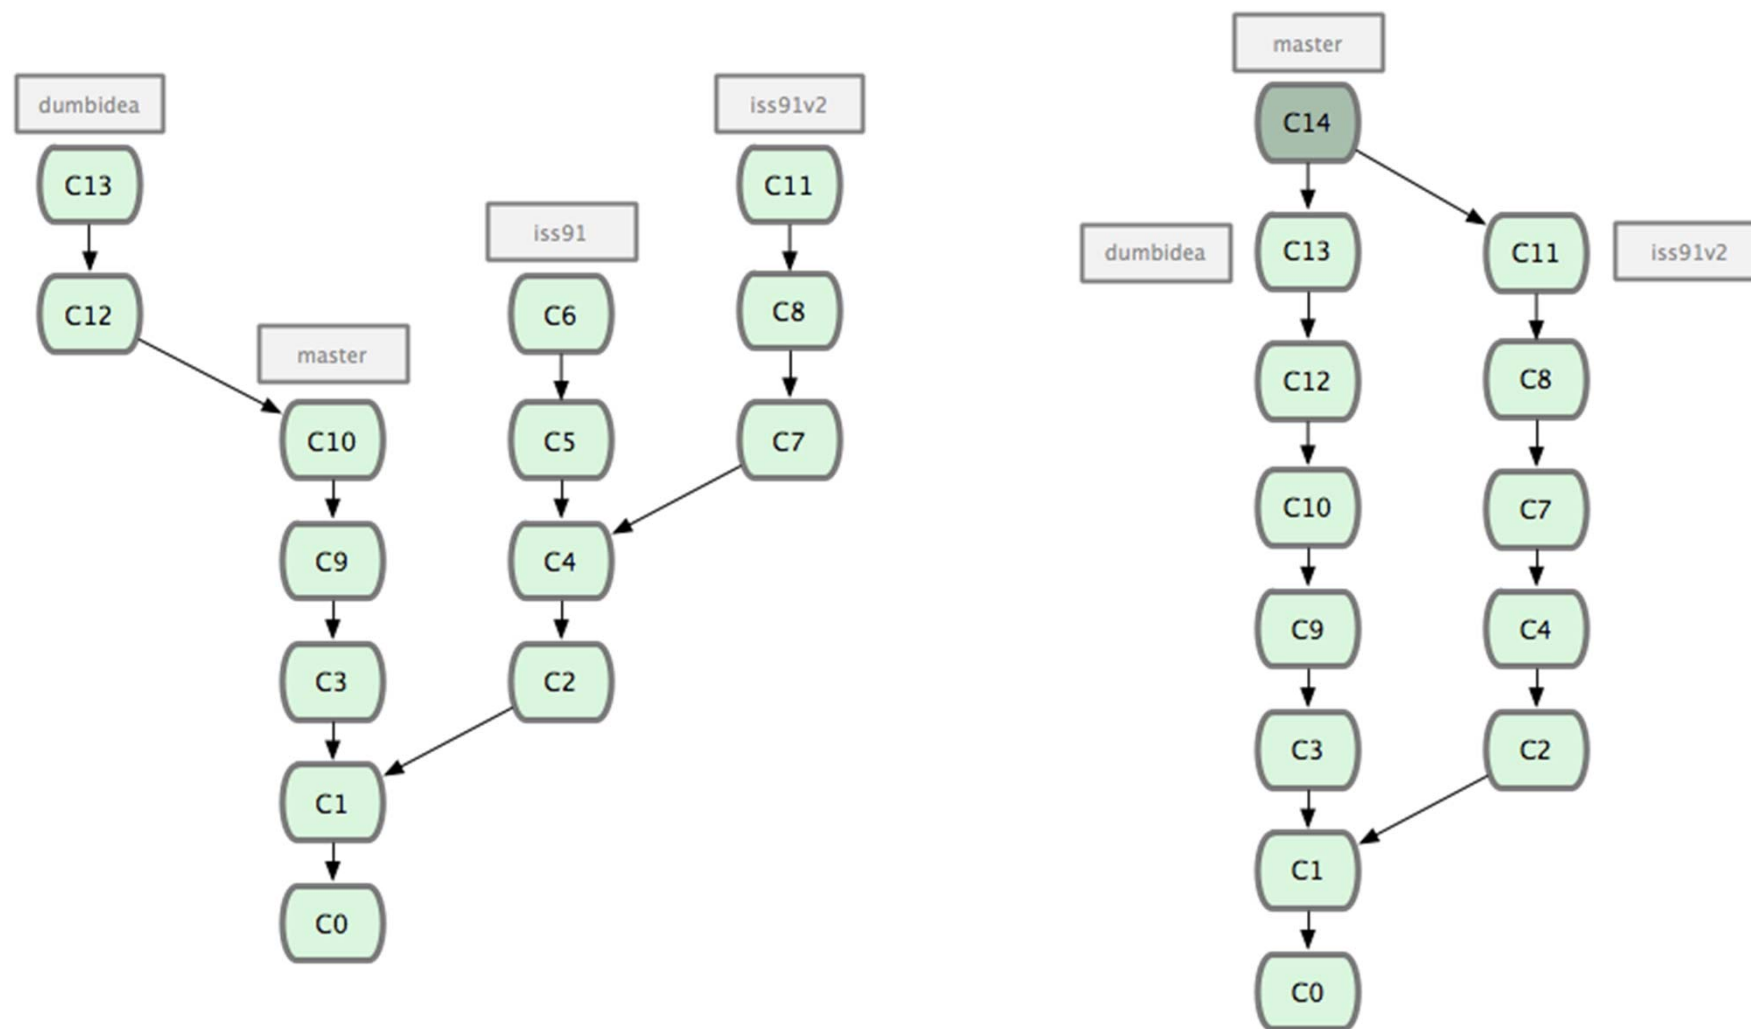 dumbidea
C13
C12
master
C10
C9
C3
C1
C0
iss91
C6
C5
C4
C2
iss91v2
C11
C8
C7
master
C14
dumbidea
C13
C12
C10
C9
C3
C1
C0
iss91v2
C11
C8
C7
C4
C2